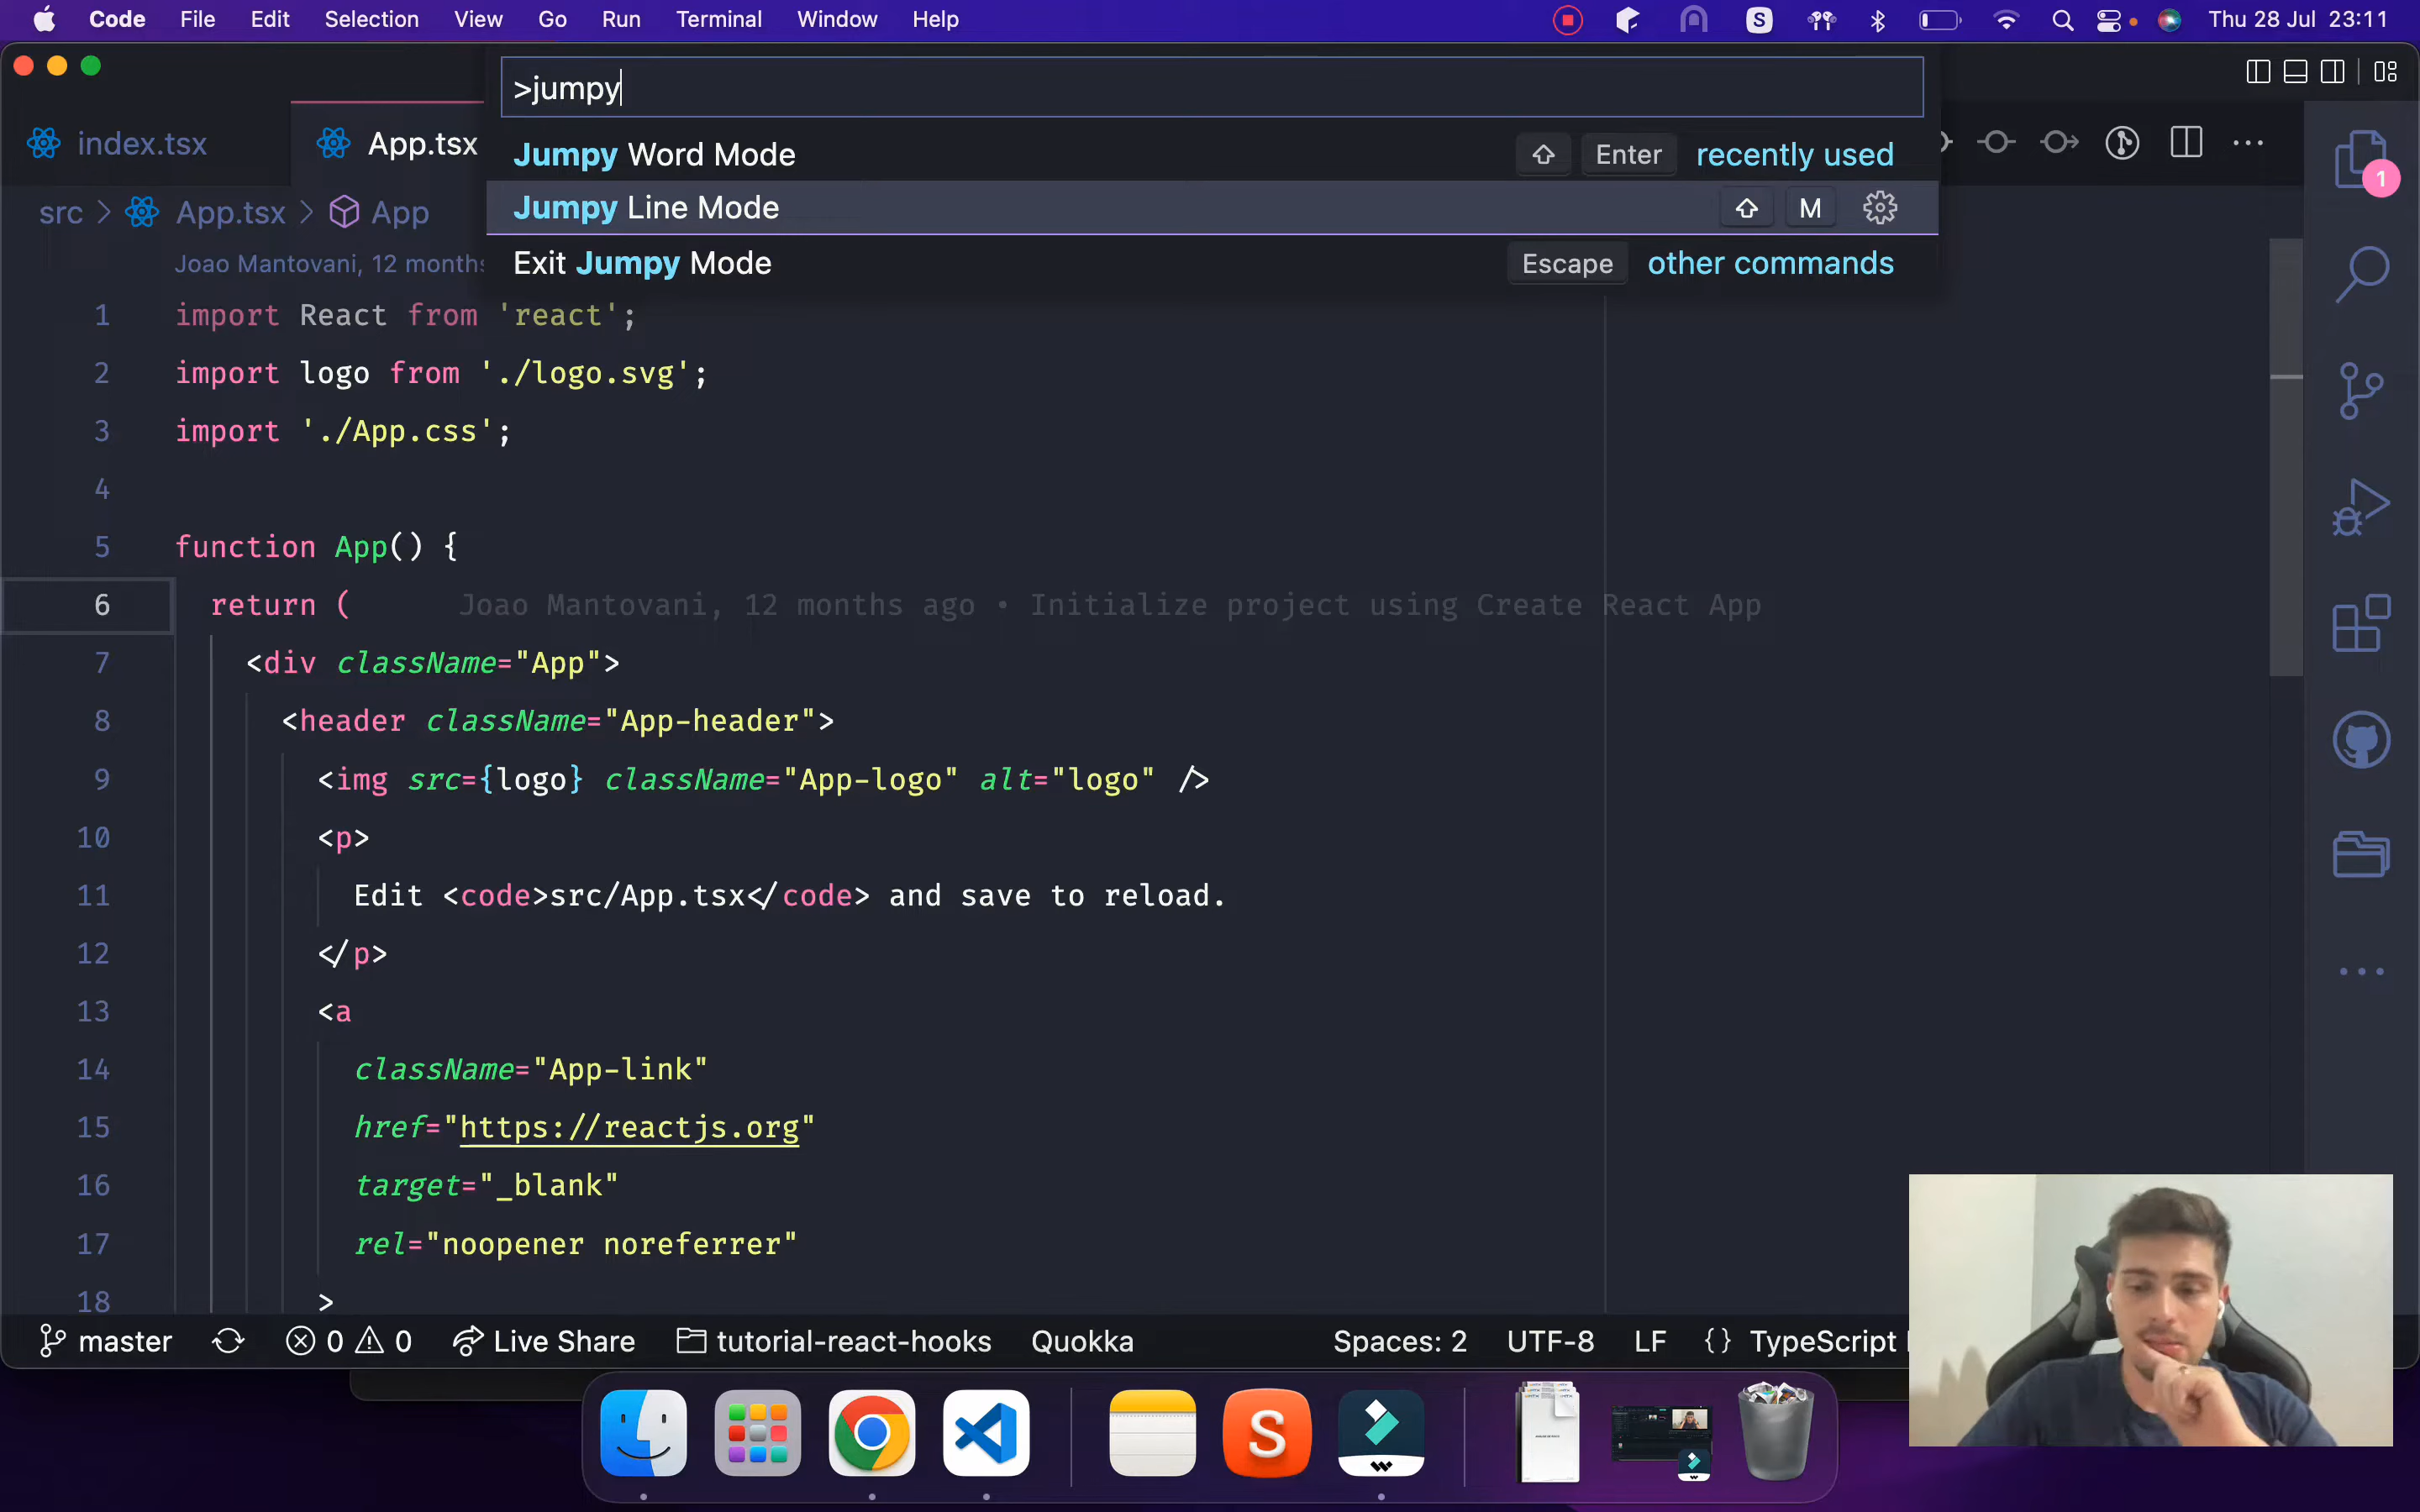 Code File Edit Selection View Go Run Terminal Window Help S Thu 28 Jul 23:11
>jumpy
index.tsx App.tsx
Jumpy Word Mode Enter recently used
Jumpy Line Mode M
Exit Jumpy Mode Escape other commands
1
src > App.tsx > App
Joao Mantovani, 12 months
1 import React from 'react';
2 import logo from './logo.svg';
3 import './App.css';
4
5 function App() {
6 return ( Joao Mantovani, 12 months ago • Initialize project using Create React App
7 <div className="App">
8 <header className="App-header">
9 <img src={logo} className="App-logo" alt="logo" />
10 <p>
11 Edit <code>src/App.tsx</code> and save to reload.
12 </p>
13 <a
14 className="App-link"
15 href="https://reactjs.org"
16 target="_blank"
17 rel="noopener noreferrer"
18 >
master 0 0 Live Share tutorial-react-hooks Quokka Spaces: 2 UTF-8 LF {} TypeScript
S